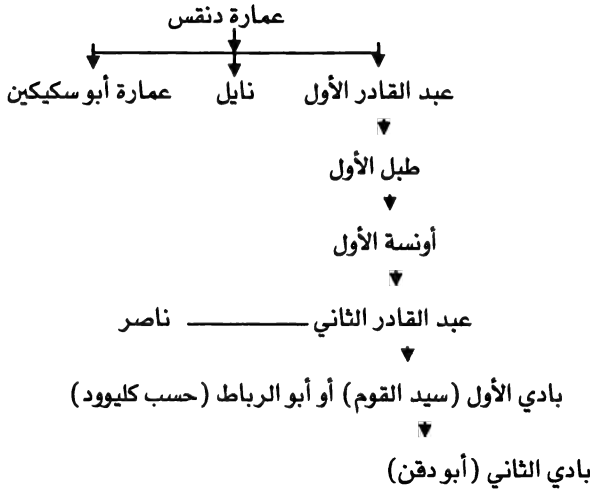 عمارة دنقس
عبد القادر الأول نايل عمارة أبو سكيكين
طبل الأول
أونسة الأول
عبد القادر الثاني ناصر
بادي الأول (سيد القوم) أو أبو الرباط (حسب كليوود)
بادي الثاني (أبو دقن)